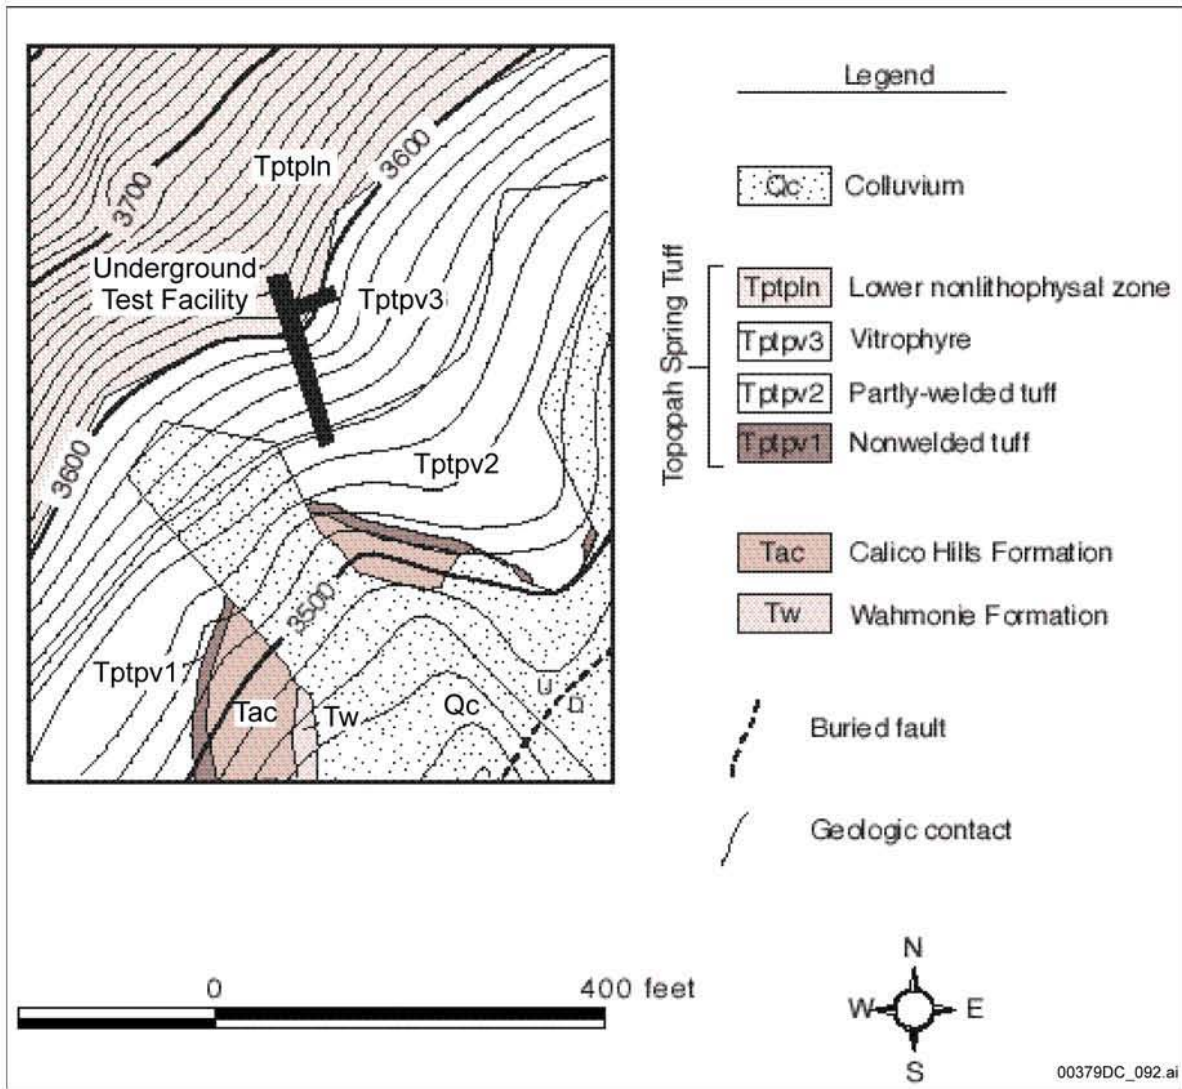 3700
Tptpln
3600
Underground
Test Facility
Tptpv3
3600
Tptpv2
3500
Tptpv1
Tac
Tw
Qc
U
D
Legend
Qc
Colluvium
Topopah Spring Tuff
Tptpln
Lower nonlithophysal zone
Tptpv3
Vitrophyre
Tptpv2
Partly-welded tuff
Tptpv1
Nonwelded tuff
Tac
Calico Hills Formation
Tw
Wahmonie Formation
Buried fault
Geologic contact
0
400 feet
N
W
E
S
00379DC_092.ai